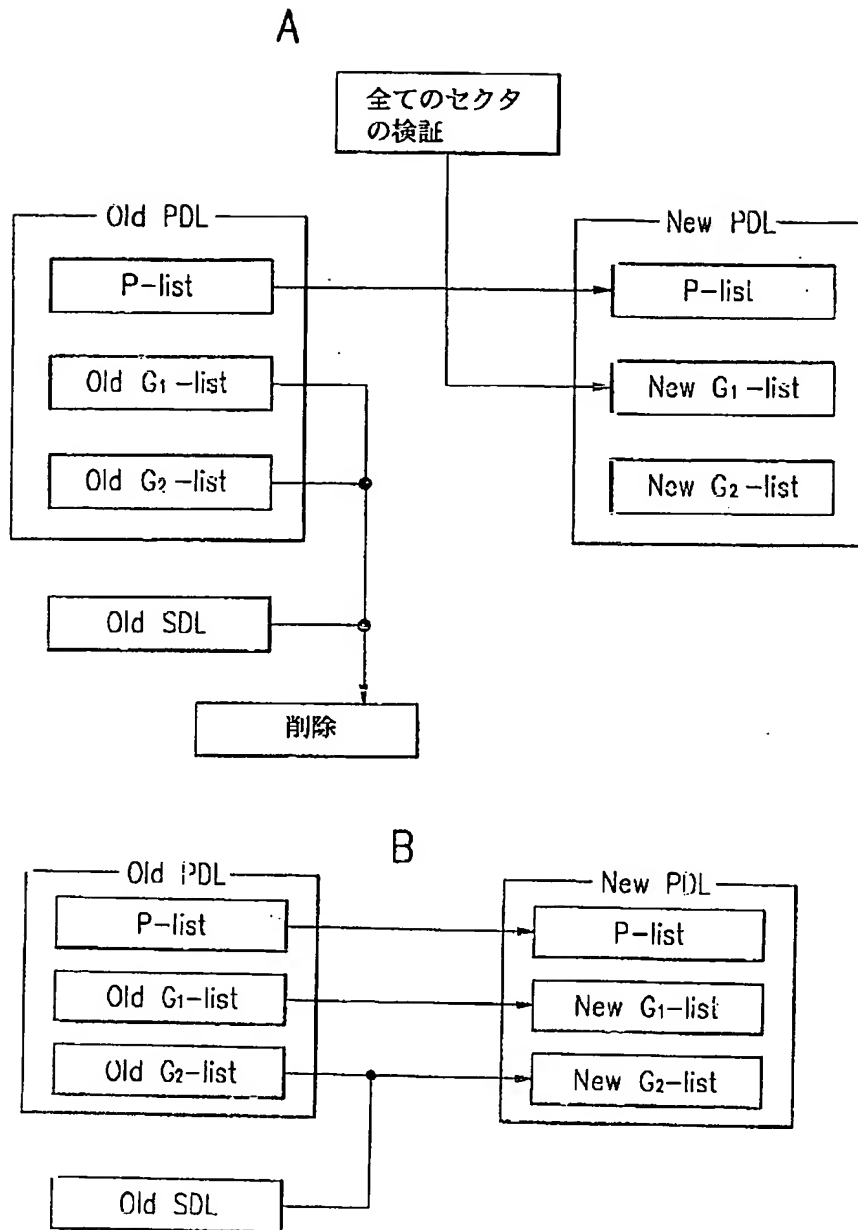 A
全てのセクタ
の検証
Old PDL
P-list
Old G1-list
Old G2-list
Old SDL
削除
New PDL
P-list
New G1-list
New G2-list
B
Old PDL
P-list
Old G1-list
Old G2-list
Old SDL
New PDL
P-list
New G1-list
New G2-list